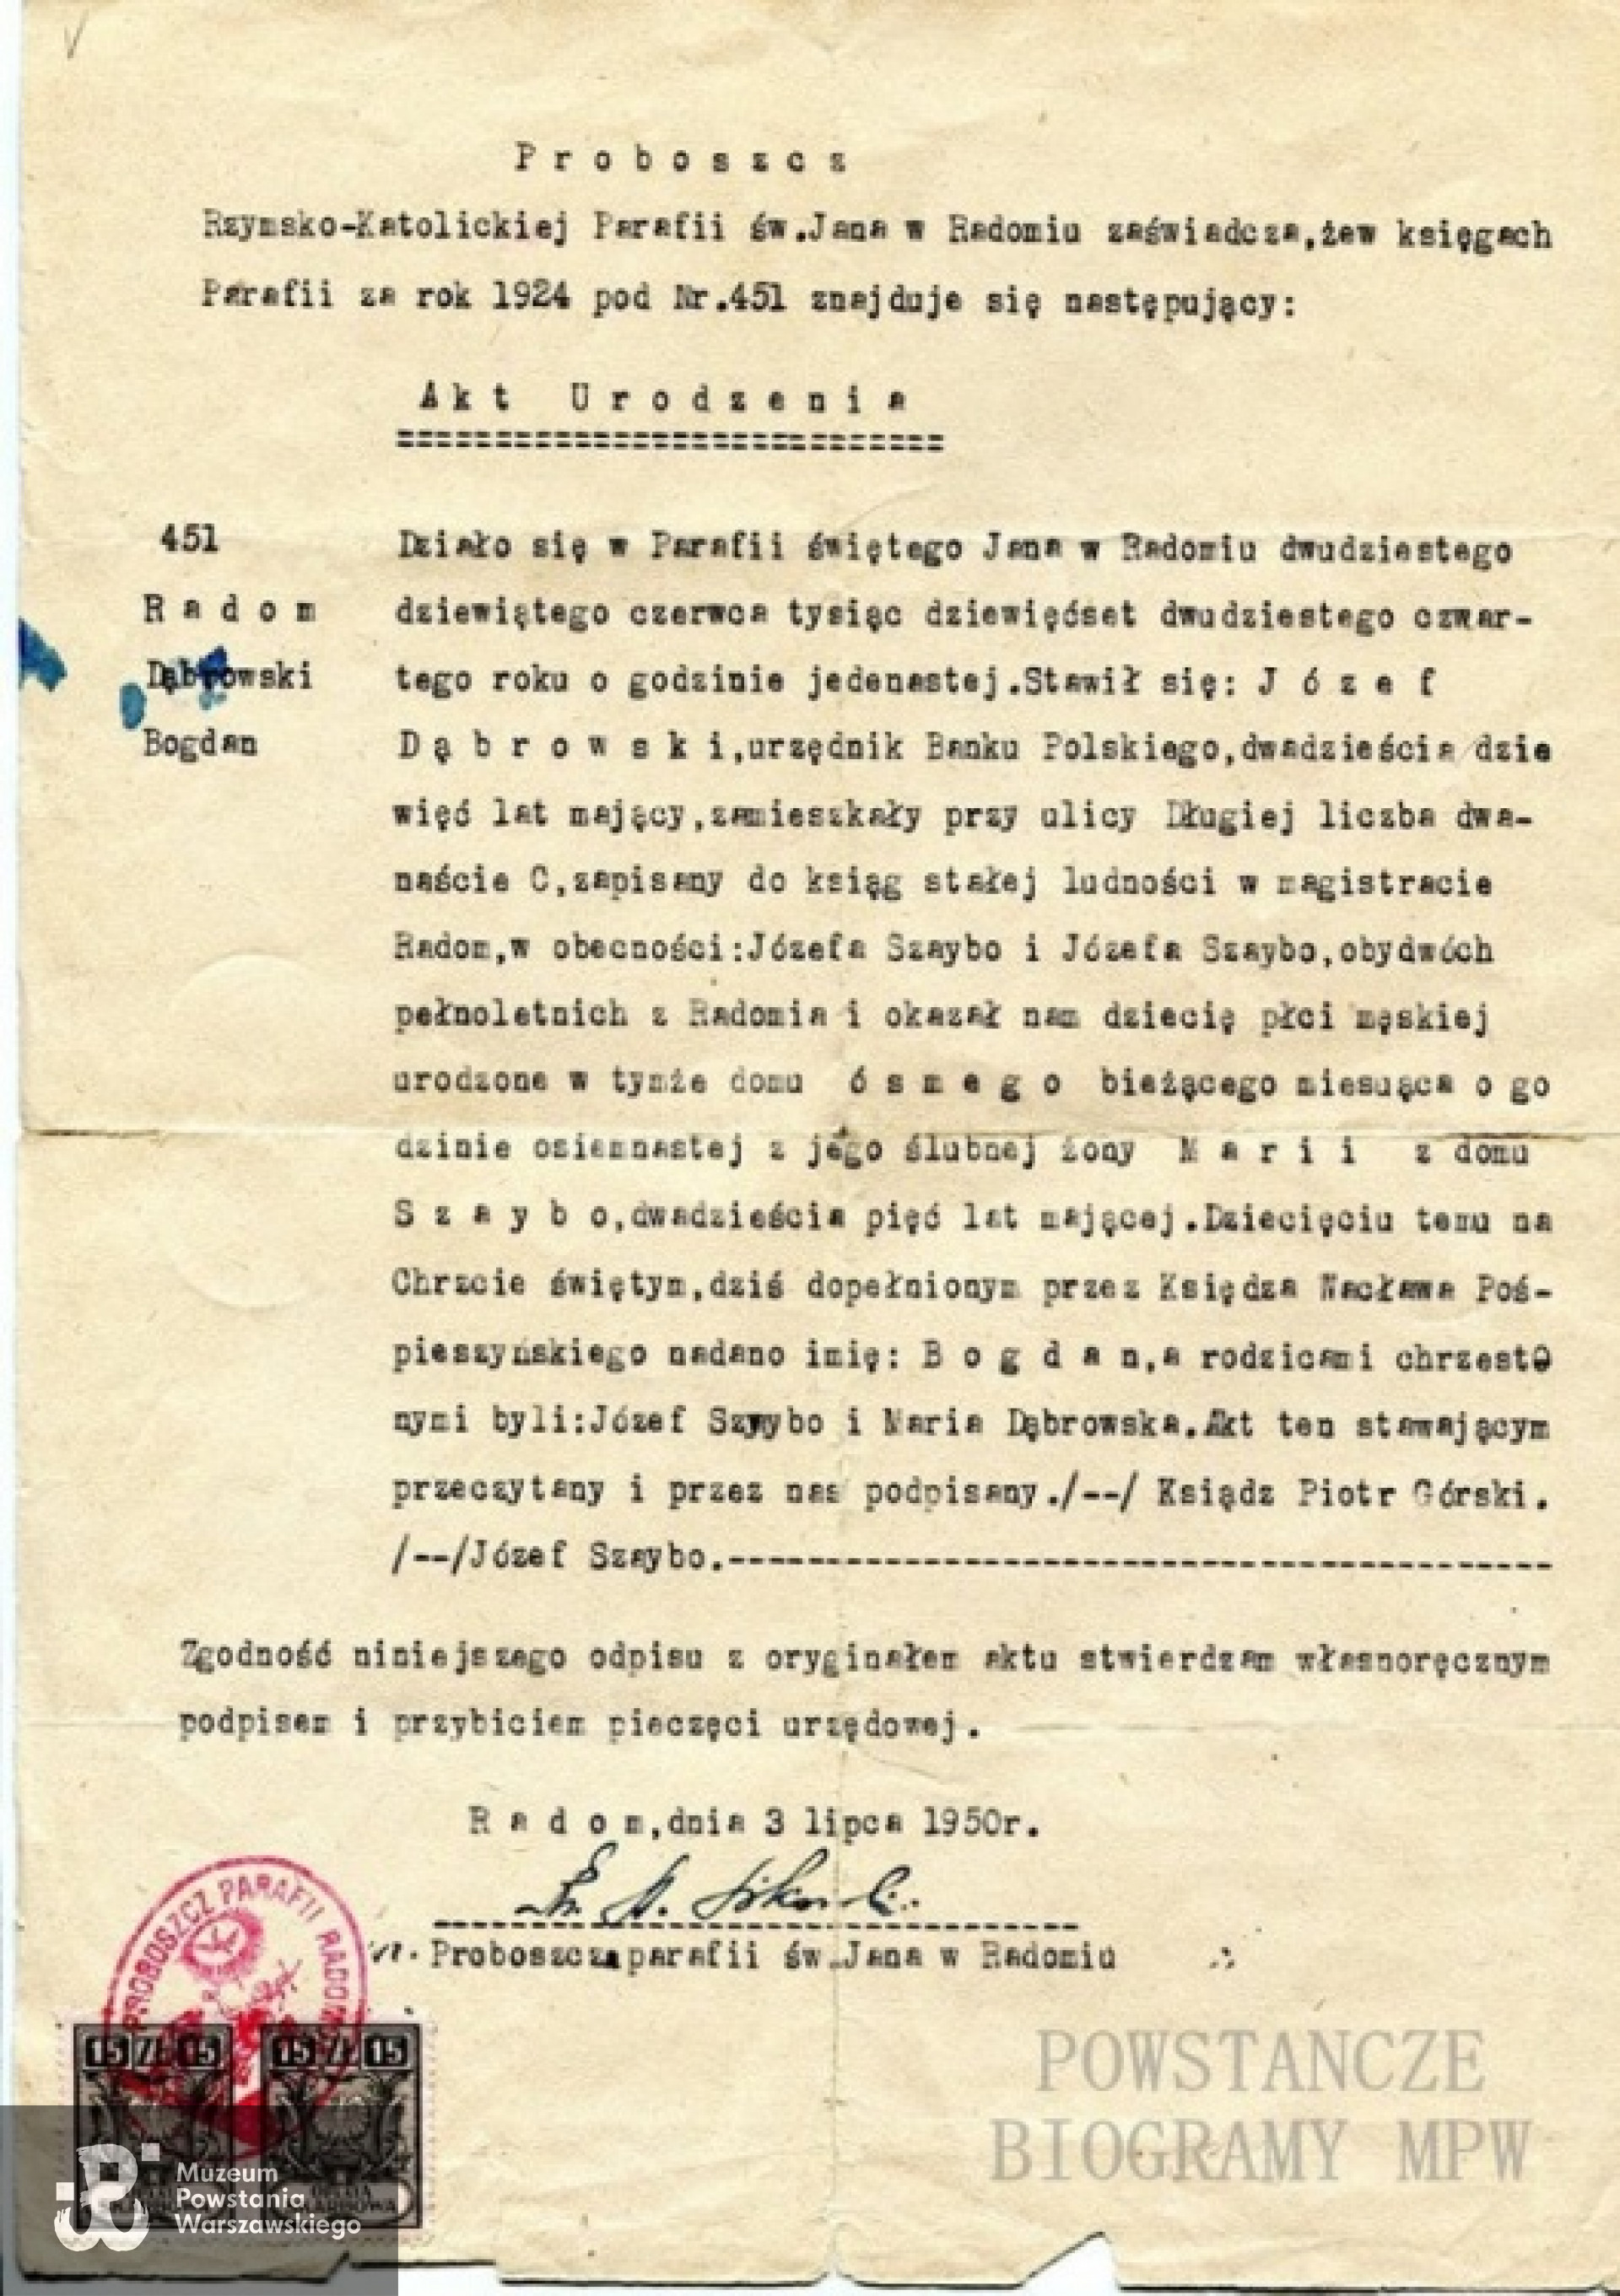 P r o b o s z c z
Rzymsko-Katolickiej Parafii św.Jana w Radomiu zaświadcza,żew księgach
Parafii za rok 1924 pod Nr.451 znajduje się następujący:
A k t  U r o d z e n i a
===========================
451
R a d o m
Dąbrowski
Bogdan
Działo się w Parafii świętego Jana w Radomiu dwudziestego
dziewiątego czerwca tysiąc dziewięćset dwudziestego czwar-
tego roku o godzinie jedenastej.Stawił się: J ó z e f
D ą b r o w s k i,urzędnik Banku Polskiego,dwadzieścia dzie
więć lat mający,zamieszkały przy ulicy Długiej liczba dwa-
naście C,zapisany do ksiąg stałej ludności w magistracie
Radom,w obecności:Józefa Szaybo i Józefa Szaybo,obydwóch
pełnoletnich z Radomia i okazał nam dziecię płci męskiej
urodzone w tymże domu ó s m e g o bieżącego miesuąca o go
dzinie osiemnastej z jego ślubnej żony M a r i i z domu
S z a y b o,dwadzieścia pięć lat mającej.Dziecięciu temu na
Chrzcie świętym,dziś dopełnionym przez Księdza Wacława Poś-
pieszyńskiego nadano imię: B o g d a n,a rodzicami chrzest
nymi byli:Józef Szyybo i Maria Dąbrowska.Akt ten stawającym
przeczytany i przez nas podpisany./--/ Ksiądz Piotr Górski.
/--/Józef Szaybo.-----------------------------------------
Zgodność niniejszego odpisu z oryginałem aktu stwierdzam własnoręcznym
podpisem i przybiciem pieczęci urzędowej.
R a d o m,dnia 3 lipca 1950r.
Proboszcza parafii św.Jana w Radomiu
PROBOSZCZ PARAFII
15 ZŁ 15 15 ZŁ 15
POWSTANCZE
BIOGRAMY MPW
Muzeum
Powstania
Warszawskiego